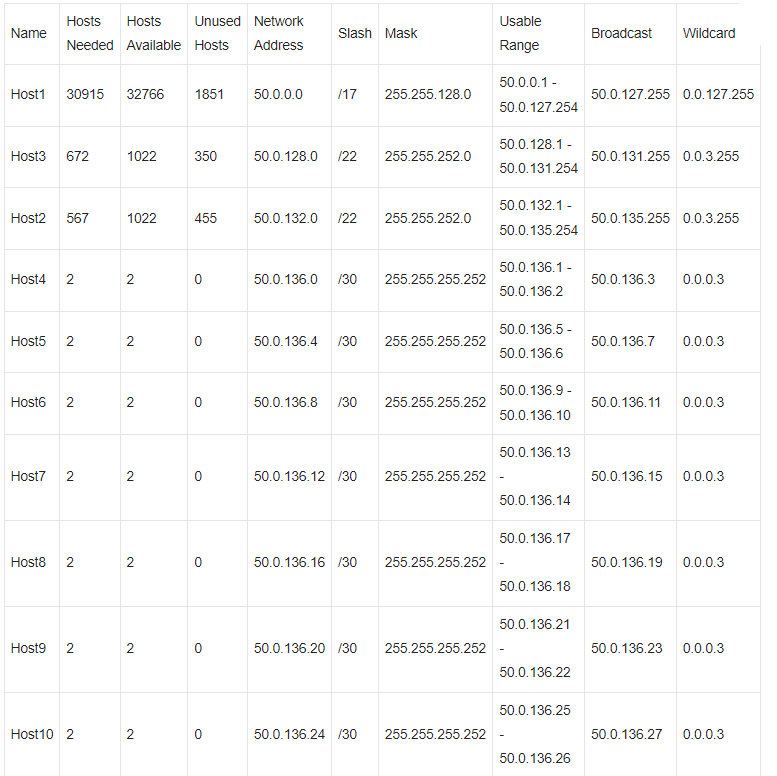 Name Hosts Needed Hosts Available Unused Hosts Network Address Slash Mask Usable Range Broadcast Wildcard
Host1 30915 32766 1851 50.0.0.0 /17 255.255.128.0 50.0.0.1 - 50.0.127.254 50.0.127.255 0.0.127.255
Host3 672 1022 350 50.0.128.0 /22 255.255.252.0 50.0.128.1 - 50.0.131.254 50.0.131.255 0.0.3.255
Host2 567 1022 455 50.0.132.0 /22 255.255.252.0 50.0.132.1 - 50.0.135.254 50.0.135.255 0.0.3.255
Host4 2 2 0 50.0.136.0 /30 255.255.255.252 50.0.136.1 - 50.0.136.2 50.0.136.3 0.0.0.3
Host5 2 2 0 50.0.136.4 /30 255.255.255.252 50.0.136.5 - 50.0.136.6 50.0.136.7 0.0.0.3
Host6 2 2 0 50.0.136.8 /30 255.255.255.252 50.0.136.9 - 50.0.136.10 50.0.136.11 0.0.0.3
Host7 2 2 0 50.0.136.12 /30 255.255.255.252 50.0.136.13 - 50.0.136.14 50.0.136.15 0.0.0.3
Host8 2 2 0 50.0.136.16 /30 255.255.255.252 50.0.136.17 - 50.0.136.18 50.0.136.19 0.0.0.3
Host9 2 2 0 50.0.136.20 /30 255.255.255.252 50.0.136.21 - 50.0.136.22 50.0.136.23 0.0.0.3
Host10 2 2 0 50.0.136.24 /30 255.255.255.252 50.0.136.25 - 50.0.136.26 50.0.136.27 0.0.0.3